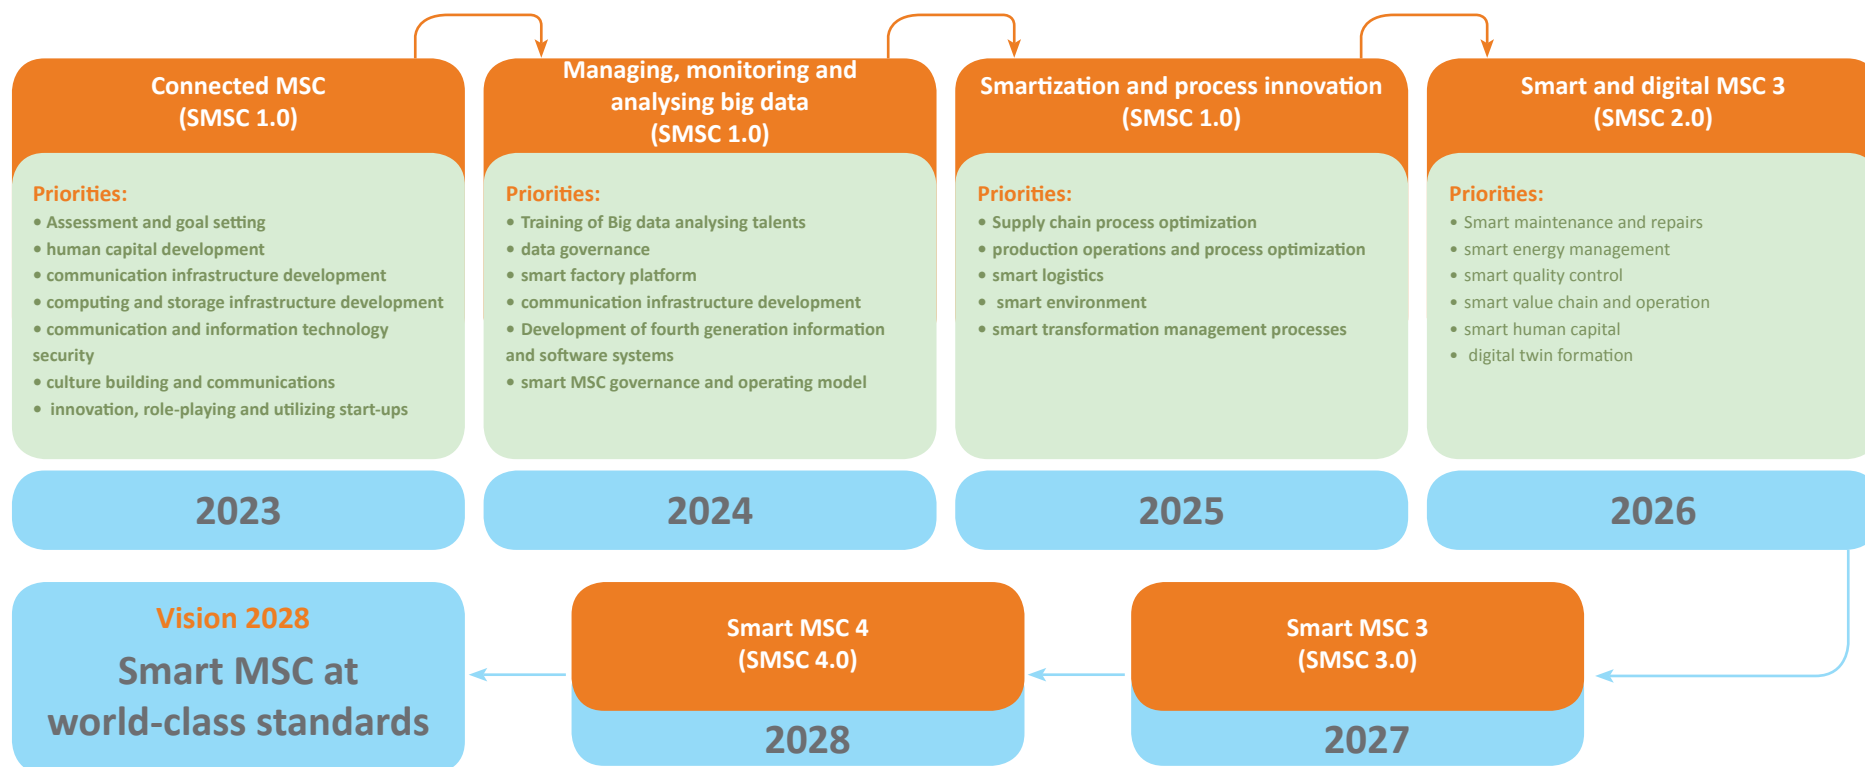 Connected MSC
(SMSC 1.0)
Priorities:
• Assessment and goal setting
• human capital development
• communication infrastructure development
• computing and storage infrastructure development
• communication and information technology
security
• culture building and communications
• innovation, role-playing and utilizing start-ups
2023
Managing, monitoring and
analysing big data
(SMSC 1.0)
Priorities:
• Training of Big data analysing talents
• data governance
• smart factory platform
• communication infrastructure development
• Development of fourth generation information
and software systems
• smart MSC governance and operating model
2024
Smartization and process innovation
(SMSC 1.0)
Priorities:
• Supply chain process optimization
• production operations and process optimization
• smart logistics
• smart environment
• smart transformation management processes
2025
Smart and digital MSC 3
(SMSC 2.0)
Priorities:
• Smart maintenance and repairs
• smart energy management
• smart quality control
• smart value chain and operation
• smart human capital
• digital twin formation
2026
Smart MSC 3
(SMSC 3.0)
2027
Smart MSC 4
(SMSC 4.0)
2028
Vision 2028
Smart MSC at
world-class standards